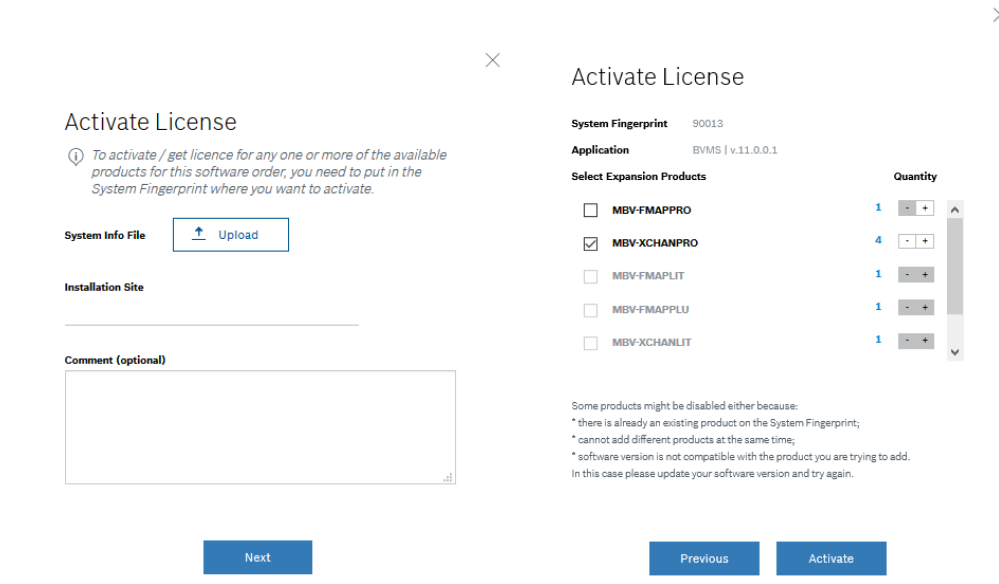 Activate License
To activate / get licence for any one or more of the available
products for this software order, you need to put in the
System Fingerprint where you want to activate.
System Info File
Upload
Installation Site
Comment (optional)
Next
Activate License
System Fingerprint 90013
Application BVMS | v.11.0.0.1
Select Expansion Products Quantity
MBV-FMAPPRO 1 - +
MBV-XCHANPRO 4 - +
MBV-FMAPLIT 1 - +
MBV-FMAPPLU 1 - +
MBV-XCHANLIT 1 - +
Some products might be disabled either because:
* there is already an existing product on the System Fingerprint;
* cannot add different products at the same time;
* software version is not compatible with the product you are trying to add.
In this case please update your software version and try again.
Previous Activate